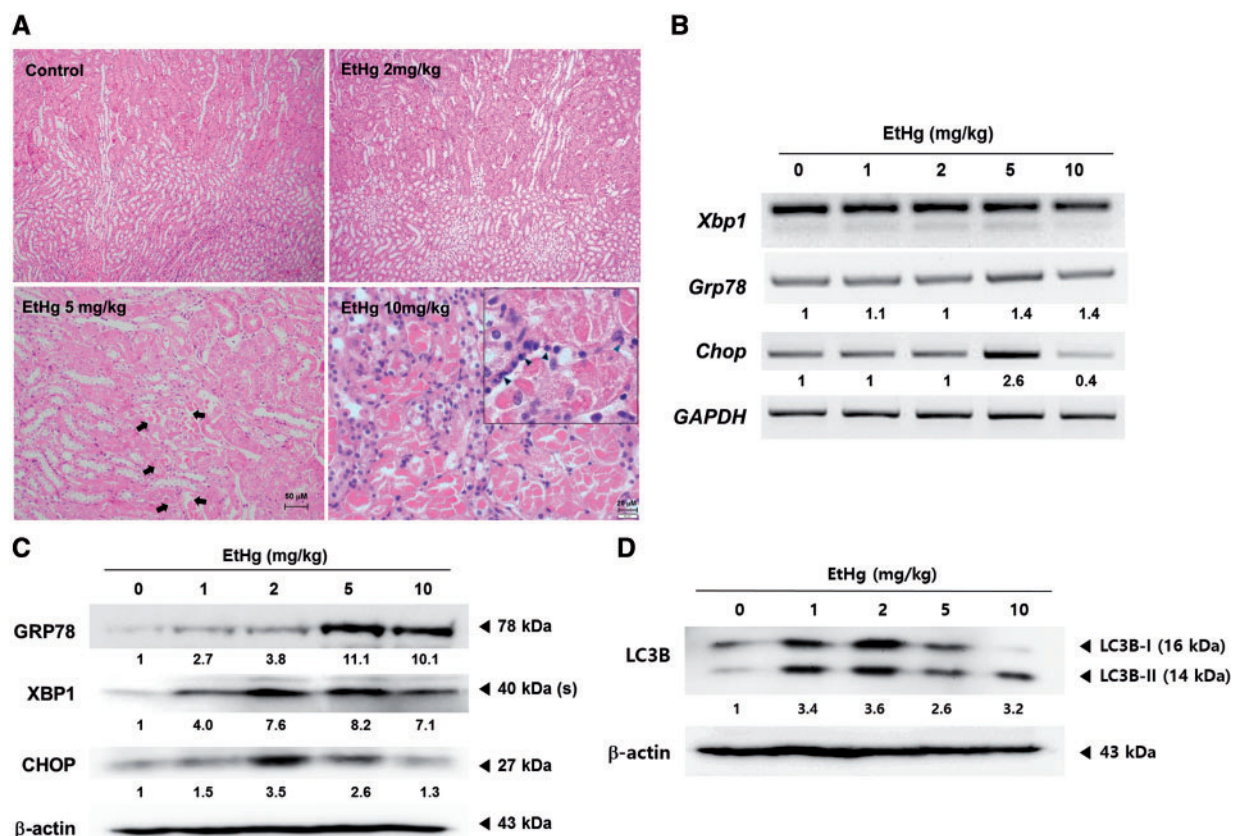 A
Control
EtHg 2mg/kg
EtHg 5 mg/kg
50 µM
EtHg 10mg/kg
20 µM
B
EtHg (mg/kg)
0 1 2 5 10
Xbp1
Grp78
1 1.1 1 1.4 1.4
Chop
1 1 1 2.6 0.4
GAPDH
C
EtHg (mg/kg)
0 1 2 5 10
GRP78 ◄ 78 kDa
1 2.7 3.8 11.1 10.1
XBP1 ◄ 40 kDa (s)
1 4.0 7.6 8.2 7.1
CHOP ◄ 27 kDa
1 1.5 3.5 2.6 1.3
β-actin ◄ 43 kDa
D
EtHg (mg/kg)
0 1 2 5 10
LC3B ◄ LC3B-I (16 kDa)
◄ LC3B-II (14 kDa)
1 3.4 3.6 2.6 3.2
β-actin ◄ 43 kDa